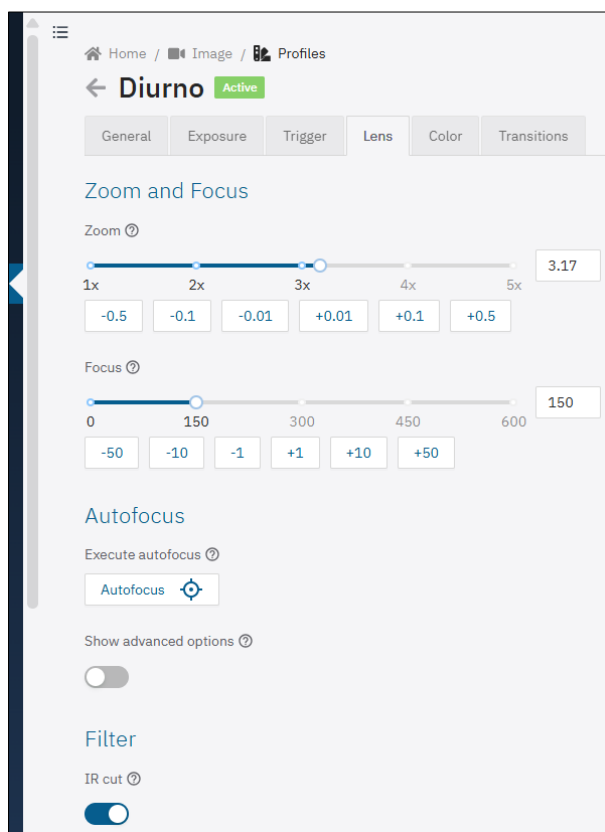 Home / Image / Profiles
Diurno Active
General Exposure Trigger Lens Color Transitions
Zoom and Focus
Zoom
3.17
1x 2x 3x 4x 5x
-0.5 -0.1 -0.01 +0.01 +0.1 +0.5
Focus
150
0 150 300 450 600
-50 -10 -1 +1 +10 +50
Autofocus
Execute autofocus
Autofocus
Show advanced options
Filter
IR cut